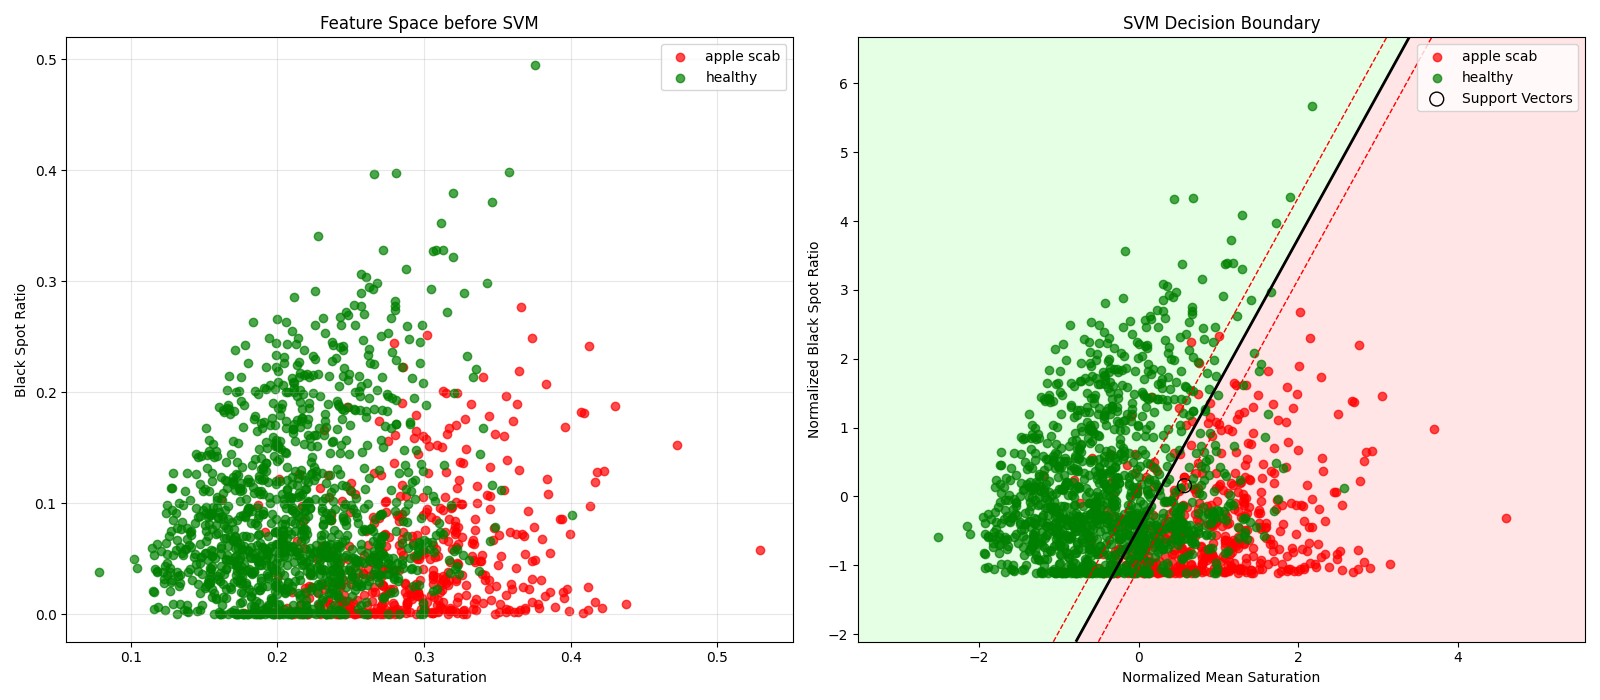 Feature Space before SVM
apple scab
healthy
0.5
0.4
0.3
0.2
0.1
0.0
Black Spot Ratio
0.1
0.2
0.3
0.4
0.5
Mean Saturation
SVM Decision Boundary
apple scab
healthy
Support Vectors
6
5
4
3
2
1
0
−1
−2
Normalized Black Spot Ratio
−2
0
2
4
Normalized Mean Saturation